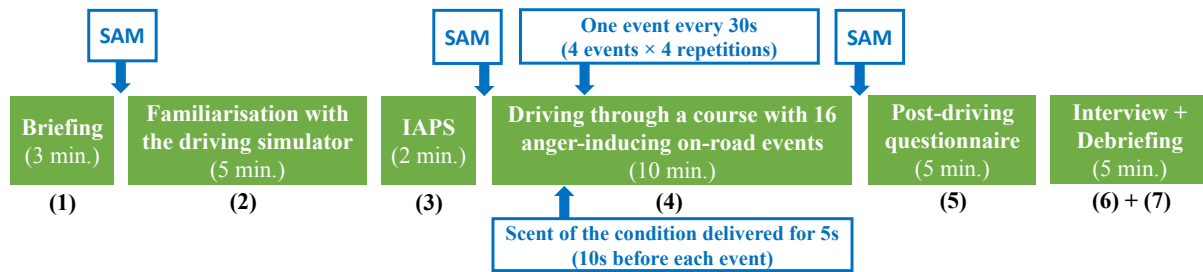 SAM
SAM
One event every 30s
(4 events × 4 repetitions)
SAM
Briefing
(3 min.)
Familiarisation with
the driving simulator
(5 min.)
IAPS
(2 min.)
Driving through a course with 16
anger-inducing on-road events
(10 min.)
Post-driving
questionnaire
(5 min.)
Interview +
Debriefing
(5 min.)
(1)
(2)
(3)
(4)
(5)
(6) + (7)
Scent of the condition delivered for 5s
(10s before each event)